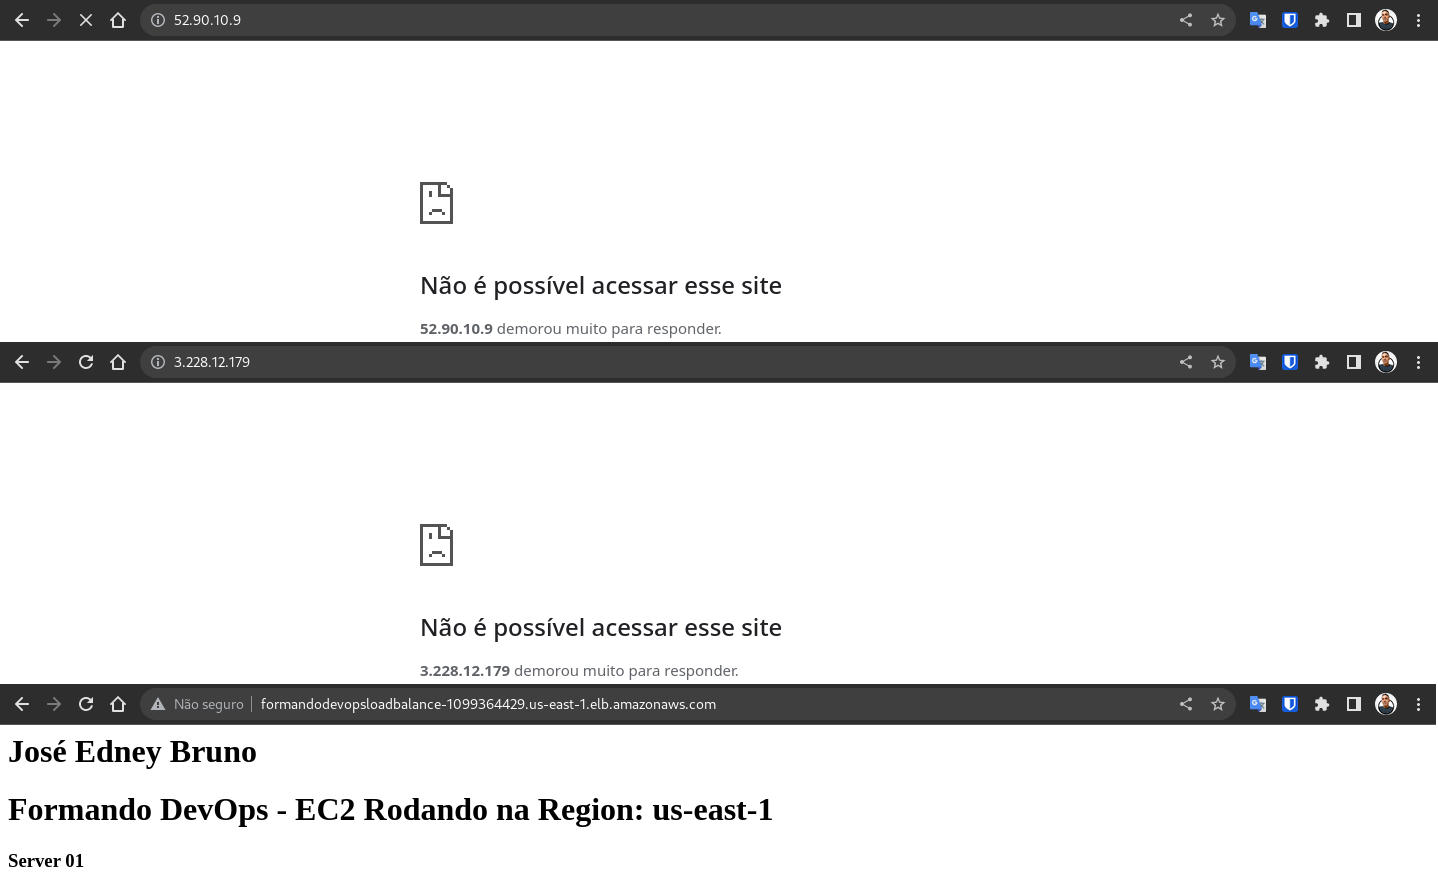 52.90.10.9
Não é possível acessar esse site
52.90.10.9 demorou muito para responder.
3.228.12.179
Não é possível acessar esse site
3.228.12.179 demorou muito para responder.
Não seguro formandodevopsloadbalance-1099364429.us-east-1.elb.amazonaws.com
José Edney Bruno
Formando DevOps - EC2 Rodando na Region: us-east-1
Server 01